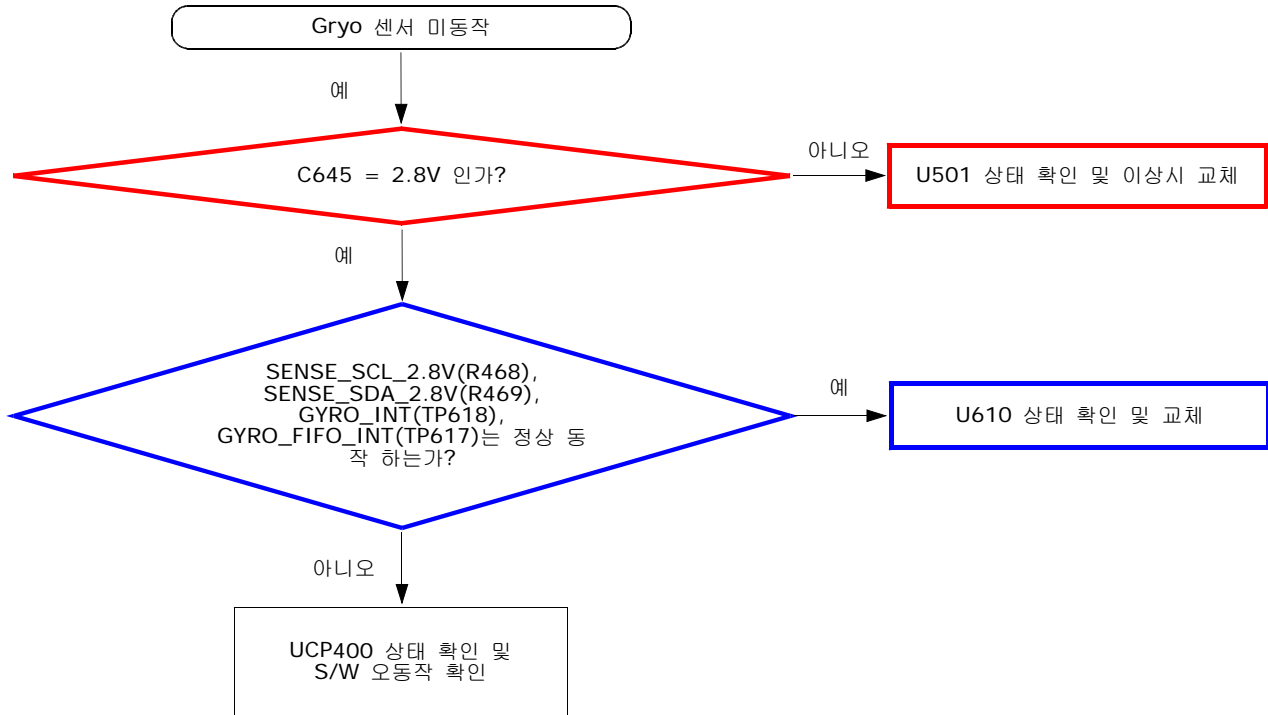 Gryo 센서 미동작
예
C645 = 2.8V 인가?
아니오
U501 상태 확인 및 이상시 교체
예
SENSE_SCL_2.8V(R468),
SENSE_SDA_2.8V(R469),
GYRO_INT(TP618),
GYRO_FIFO_INT(TP617)는 정상 동
작 하는가?
예
U610 상태 확인 및 교체
아니오
UCP400 상태 확인 및
S/W 오동작 확인